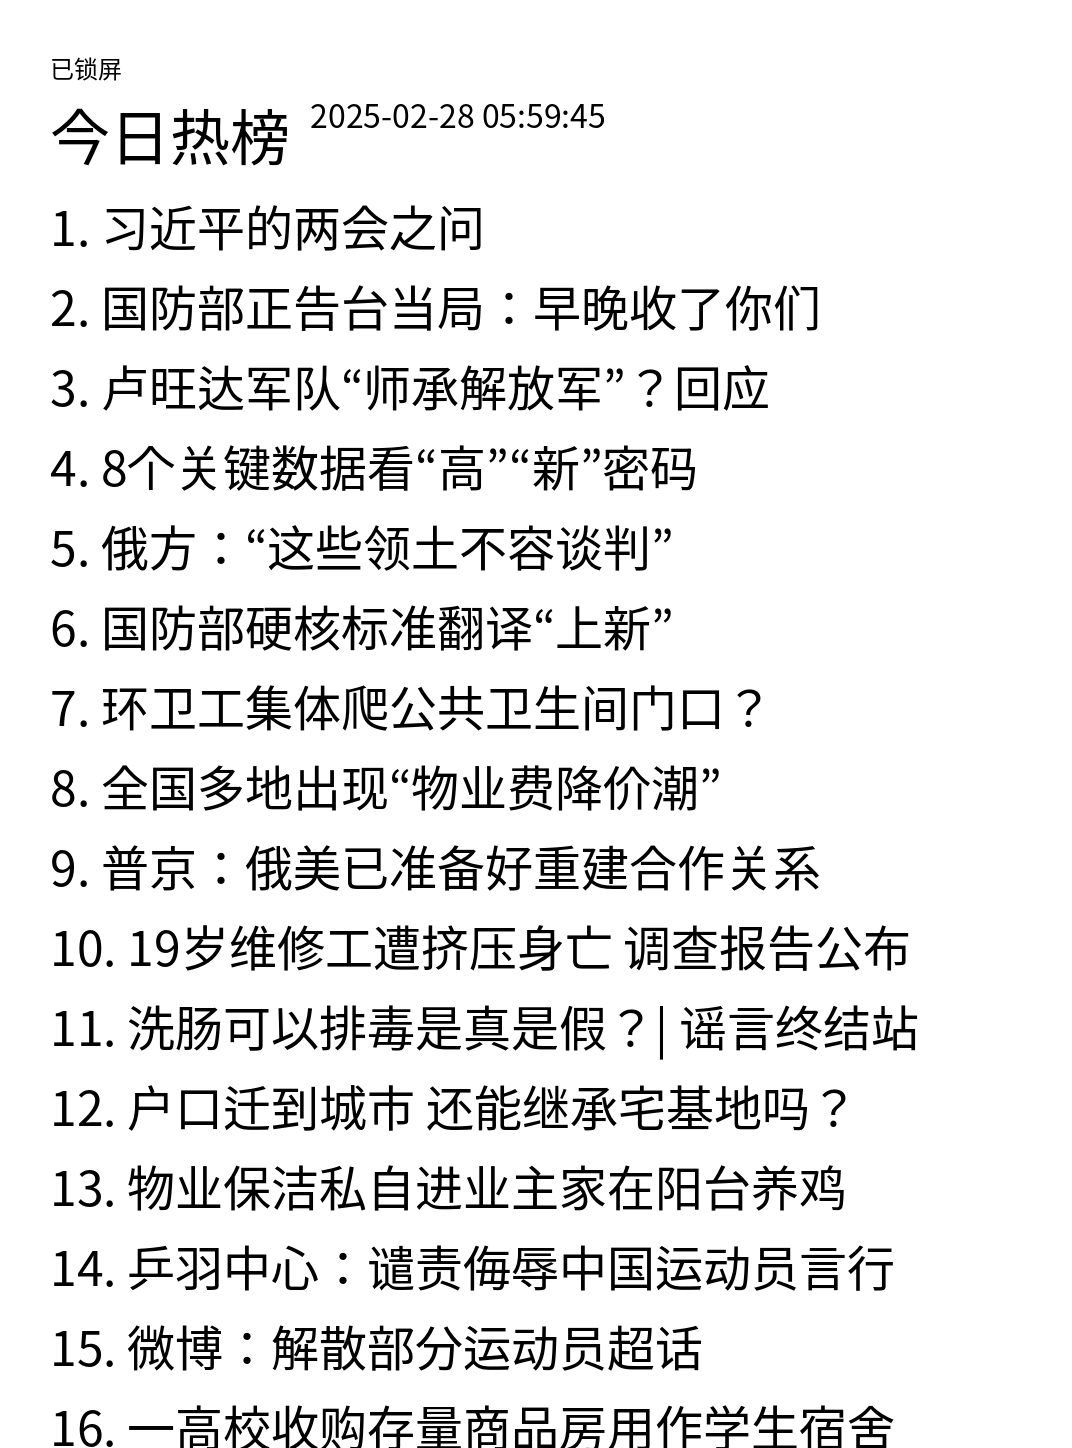 已锁屏
今日热榜 2025-02-28 05:59:45
1. 习近平的两会之问
2. 国防部正告台当局：早晚收了你们
3. 卢旺达军队“师承解放军”？回应
4. 8个关键数据看“高”“新”密码
5. 俄方：“这些领土不容谈判”
6. 国防部硬核标准翻译“上新”
7. 环卫工集体爬公共卫生间门口？
8. 全国多地出现“物业费降价潮”
9. 普京：俄美已准备好重建合作关系
10. 19岁维修工遭挤压身亡 调查报告公布
11. 洗肠可以排毒是真是假？| 谣言终结站
12. 户口迁到城市 还能继承宅基地吗？
13. 物业保洁私自进业主家在阳台养鸡
14. 乒羽中心：谴责侮辱中国运动员言行
15. 微博：解散部分运动员超话
16. 一高校收购存量商品房用作学生宿舍